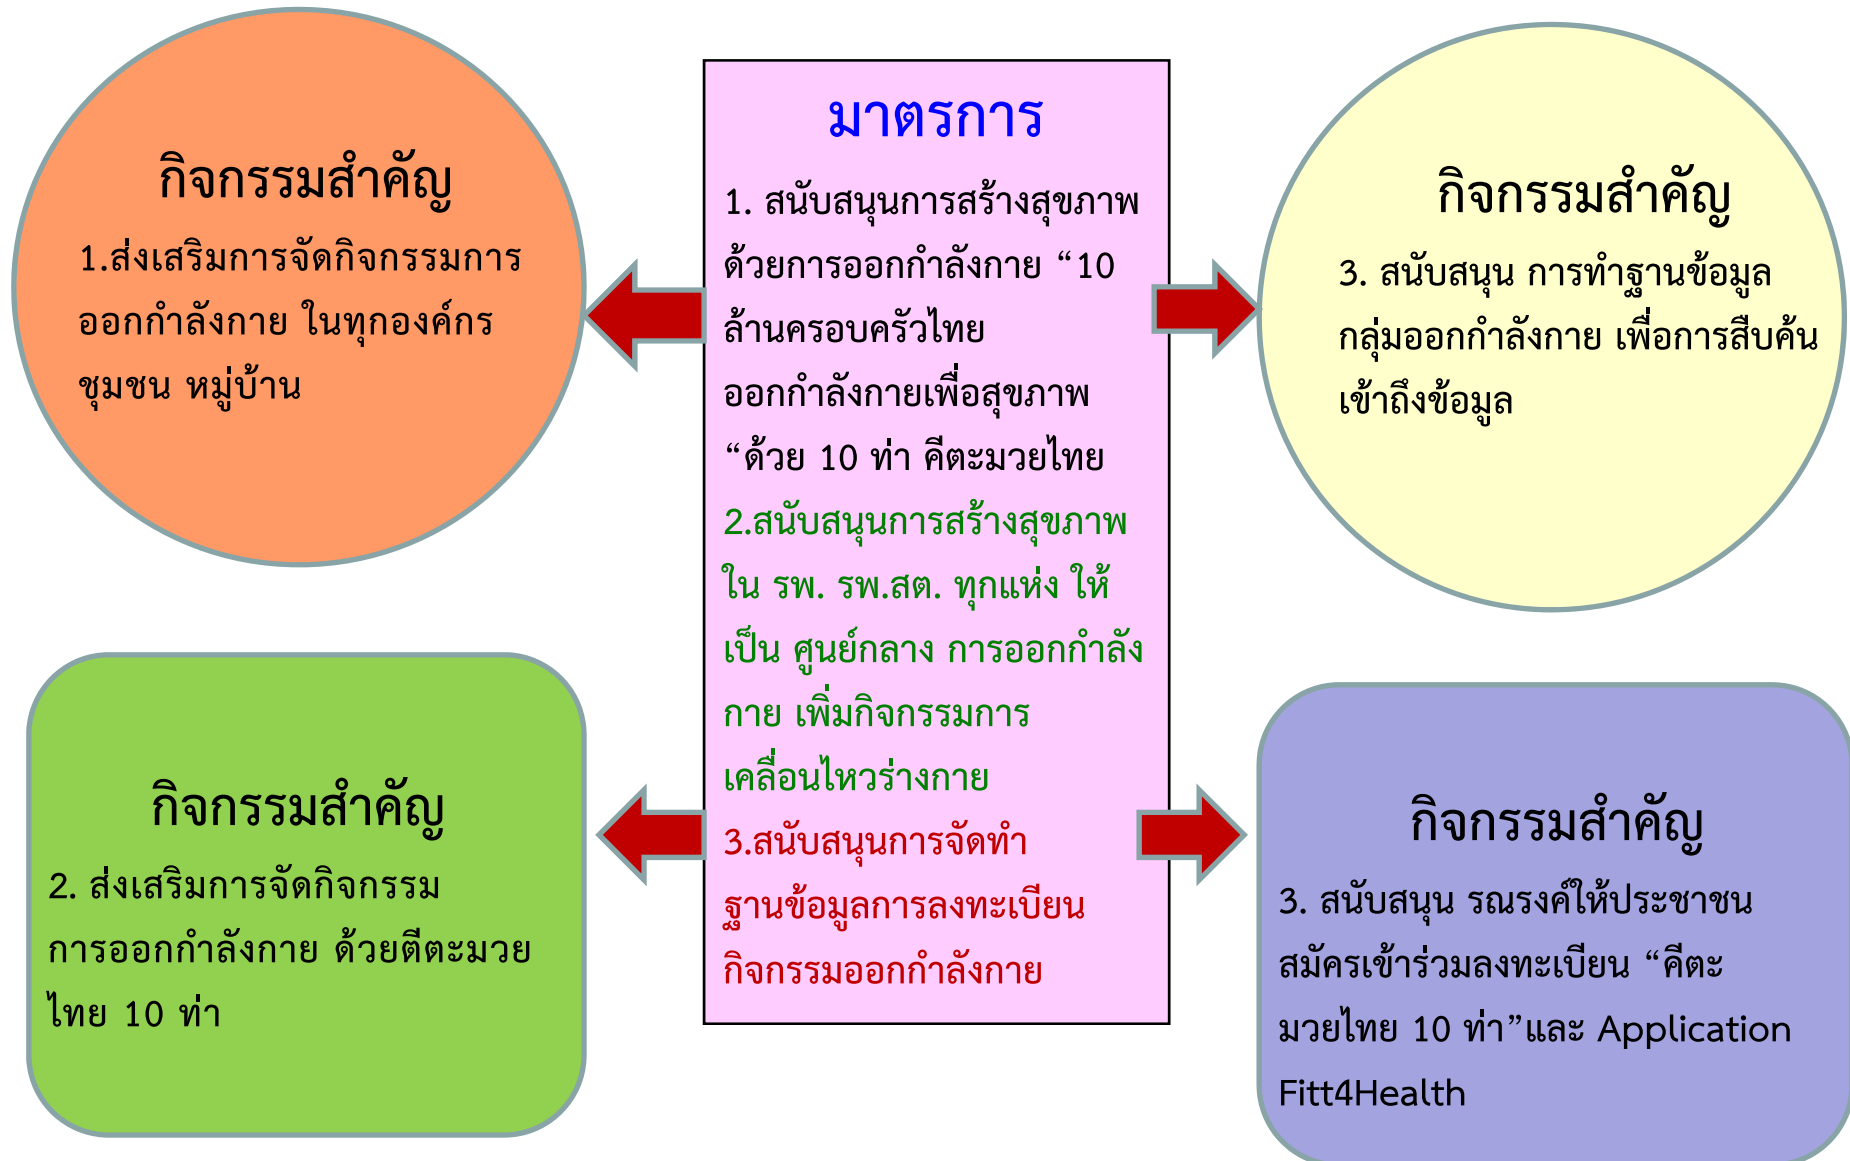 กิจกรรมสำคัญ
1.ส่งเสริมการจัดกิจกรรมการ
ออกกำลังกาย ในทุกองค์กร
ชุมชน หมู่บ้าน
กิจกรรมสำคัญ
2. ส่งเสริมการจัดกิจกรรม
การออกกำลังกาย ด้วยตีตะมวย
ไทย 10 ท่า
มาตรการ
1. สนับสนุนการสร้างสุขภาพ
ด้วยการออกกำลังกาย “10
ล้านครอบครัวไทย
ออกกำลังกายเพื่อสุขภาพ
“ด้วย 10 ท่า คีตะมวยไทย
2.สนับสนุนการสร้างสุขภาพ
ใน รพ. รพ.สต. ทุกแห่ง ให้
เป็น ศูนย์กลาง การออกกำลัง
กาย เพิ่มกิจกรรมการ
เคลื่อนไหวร่างกาย
3.สนับสนุนการจัดทำ
ฐานข้อมูลการลงทะเบียน
กิจกรรมออกกำลังกาย
กิจกรรมสำคัญ
3. สนับสนุน การทำฐานข้อมูล
กลุ่มออกกำลังกาย เพื่อการสืบค้น
เข้าถึงข้อมูล
กิจกรรมสำคัญ
3. สนับสนุน รณรงค์ให้ประชาชน
สมัครเข้าร่วมลงทะเบียน “คีตะ
มวยไทย 10 ท่า”และ Application
Fitt4Health